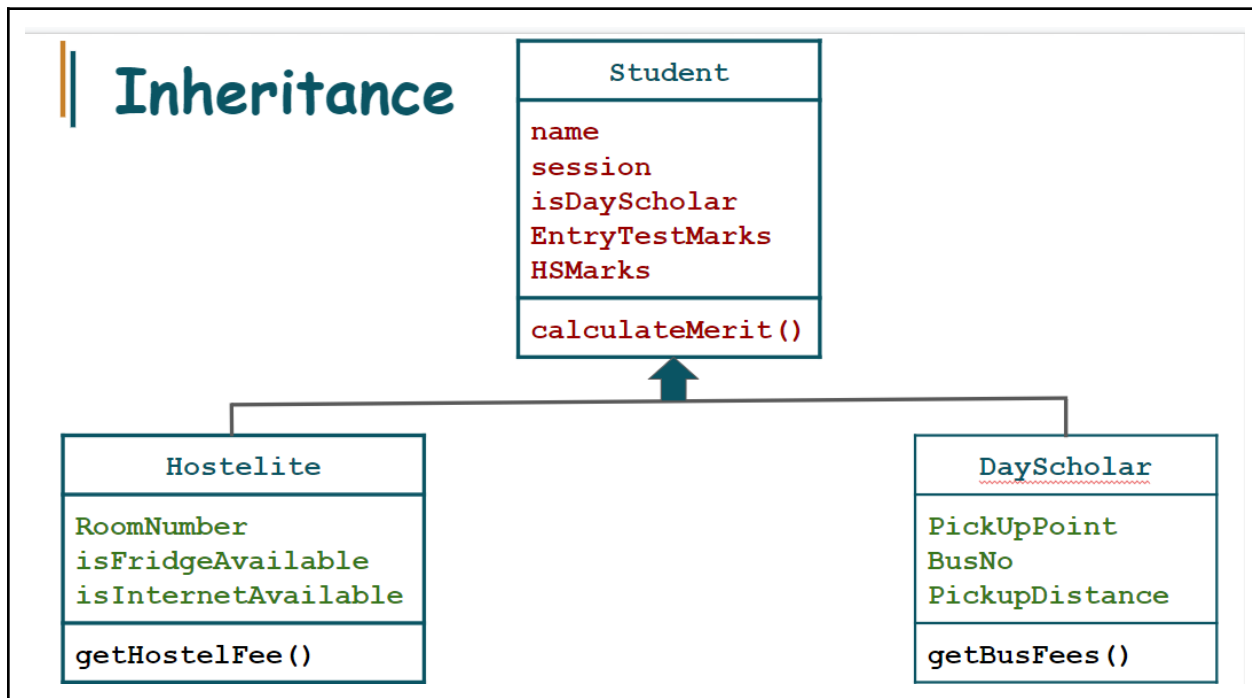 Inheritance
Student
name
session
isDayScholar
EntryTestMarks
HSMarks
calculateMerit()
Hostelite
RoomNumber
isFridgeAvailable
isInternetAvailable
getHostelFee()
DayScholar
PickUpPoint
BusNo
PickupDistance
getBusFees()